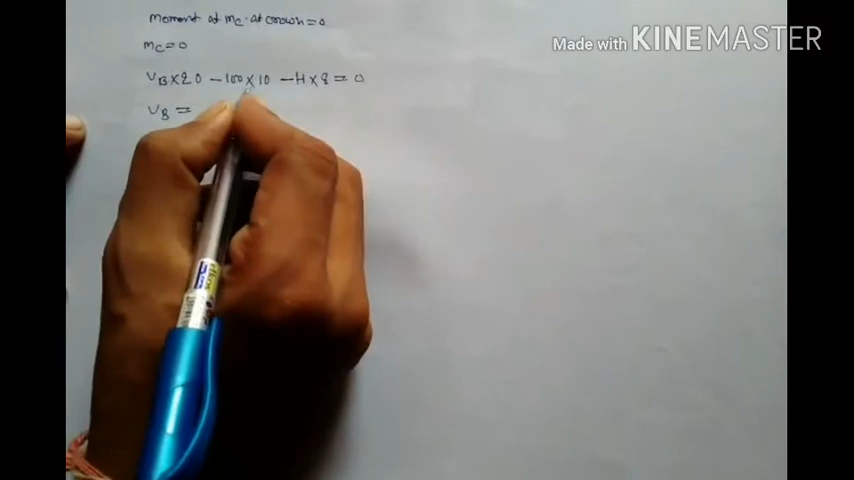 Moment at mc at crown = 0
Made with KINEMASTER
mc = 0
VB × 20 - 100 × 10 - H × 8 = 0
VB =